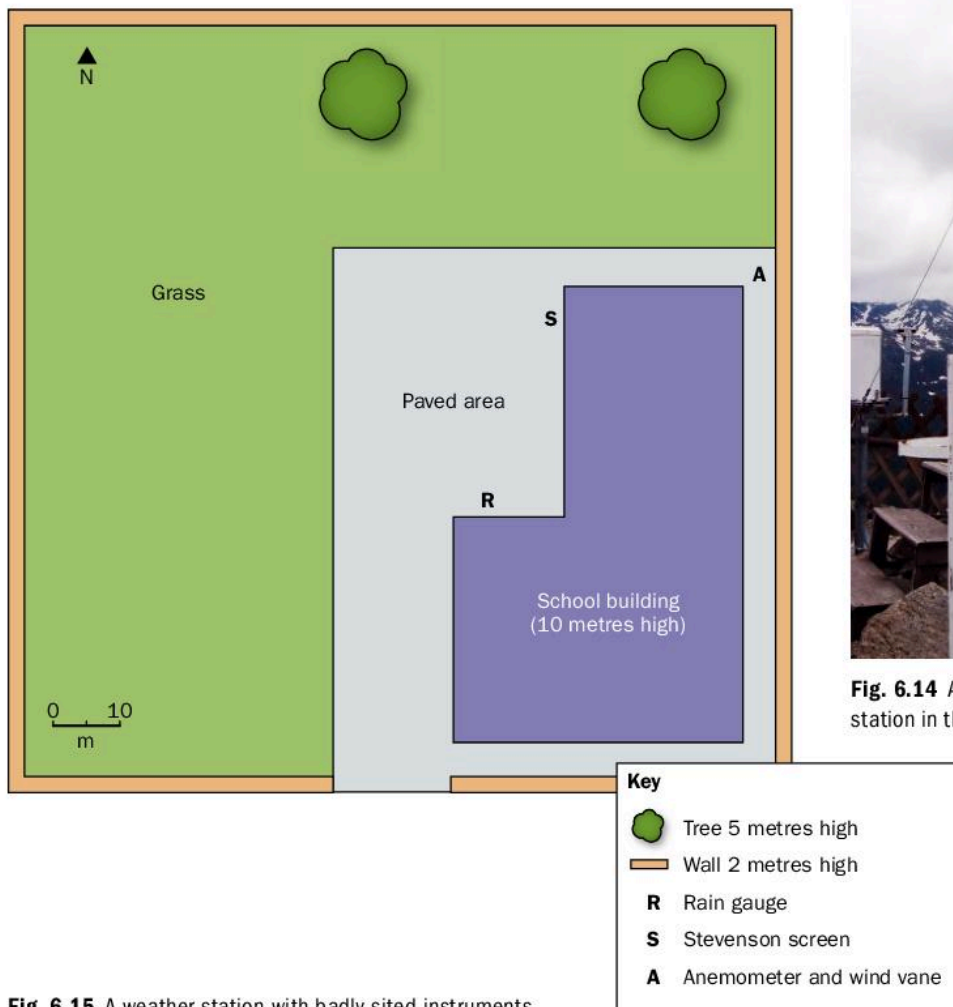 N
Grass
A
S
Paved area
R
School building
(10 metres high)
0 10
m
Fig. 6.14
station in
Key
Tree 5 metres high
Wall 2 metres high
R Rain gauge
S Stevenson screen
A Anemometer and wind vane
Fig. 6.15 A weather station with badly sited instruments